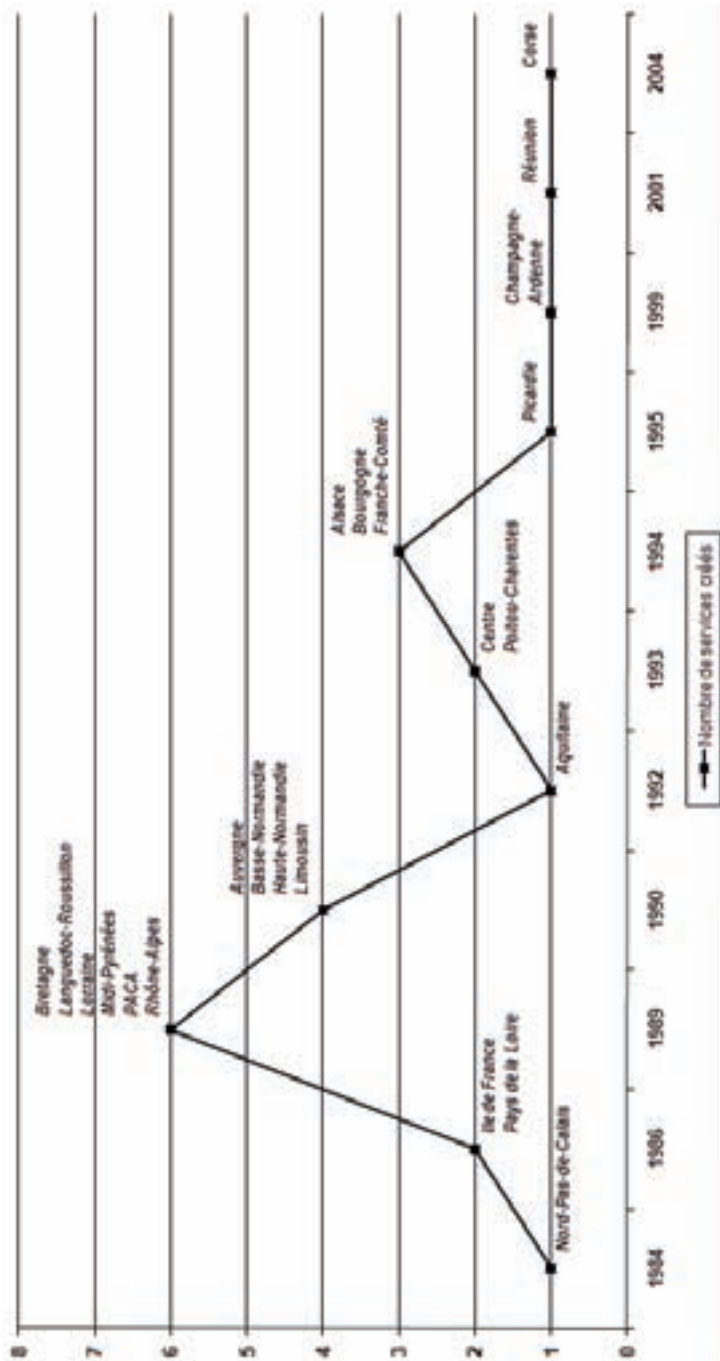 8
7
6
5
4
3
2
1
0
Bretagne
Languedoc-Roussillon
Lorraine
Midi-Pyrénées
PACA
Rhône-Alpes
Auvergne
Basse-Normandie
Haute-Normandie
Limousin
Alsace
Bourgogne
Franche-Comté
Ile de France
Pays de la Loire
Centre
Poitou-Charentes
Nord-Pas-de-Calais
Aquitaine
Picardie
Champagne-
Ardenne
Réunion
Corse
1984
1986
1989
1990
1992
1993
1994
1995
1999
2001
2004
Nombre de services créés